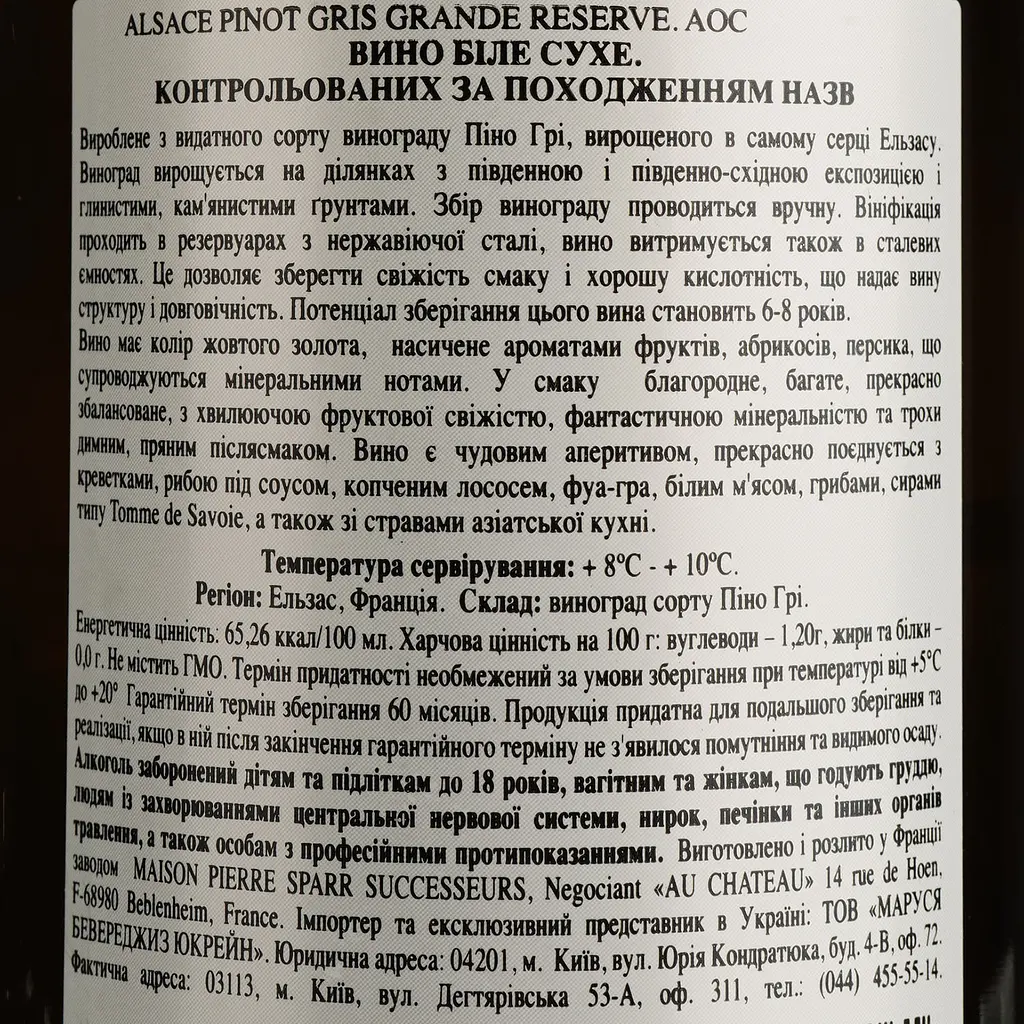 ALSACE PINOT GRIS GRANDE RESERVE. AOC
ВИНО БІЛЕ СУХЕ.
КОНТРОЛЬОВАНИХ ЗА ПОХОДЖЕННЯМ НАЗВ
Вироблене з видатного сорту винограду Піно Грі, вирощеного в самому серці Ельзасу.
Виноград вирощується на ділянках з південною і південно-східною експозицією і
глинистими, кам'янистими ґрунтами. Збір винограду проводиться вручну. Вініфікація
проходить в резервуарах з нержавіючої сталі, вино витримується також в сталевих
ємностях. Це дозволяє зберегти свіжість смаку і хорошу кислотність, що надає вину
структуру і довговічність. Потенціал зберігання цього вина становить 6-8 років.
Вино має колір жовтого золота, насичене ароматами фруктів, абрикосів, персика, що
супроводжуються мінеральними нотами. У смаку благородне, багате, прекрасно
збалансоване, з хвилюючою фруктової свіжістю, фантастичною мінеральністю та трохи
димним, пряним післясмаком. Вино є чудовим аперитивом, прекрасно поєднується з
креветками, рибою під соусом, копченим лососем, фуа-гра, білим м'ясом, грибами, сирами
типу Tomme de Savoie, а також зі стравами азіатської кухні.
Температура сервірування: + 8ºС - + 10ºС.
Регіон: Ельзас, Франція. Склад: виноград сорту Піно Грі.
Енергетична цінність: 65,26 ккал/100 мл. Харчова цінність на 100 г: вуглеводи – 1,20г, жири та білки –
0,0 г. Не містить ГМО. Термін придатності необмежений за умови зберігання при температурі від +5°С
до +20° Гарантійний термін зберігання 60 місяців. Продукція придатна для подальшого зберігання та
реалізації, якщо в ній після закінчення гарантійного терміну не з'явилося помутніння та видимого осаду.
Алкоголь заборонений дітям та підліткам до 18 років, вагітним та жінкам, що годують груддю,
людям із захворюваннями центральної нервової системи, нирок, печінки та інших органів
травлення, а також особам з професійними протипоказаннями. Виготовлено і розлито у Франції
заводом MAISON PIERRE SPARR SUCCESSEURS, Negociant «AU CHATEAU» 14 rue de Hoen,
F-68980 Beblenheim, France. Імпортер та ексклюзивний представник в Україні: ТОВ «МАРУСЯ
БЕВЕРЕДЖИЗ ЮКРЕЙН». Юридична адреса: 04201, м. Київ, вул. Юрія Кондратюка, буд. 4-В, оф. 72.
Фактична адреса: 03113, м. Київ, вул. Дегтярівська 53-А, оф. 311, тел.: (044) 455-55-14.